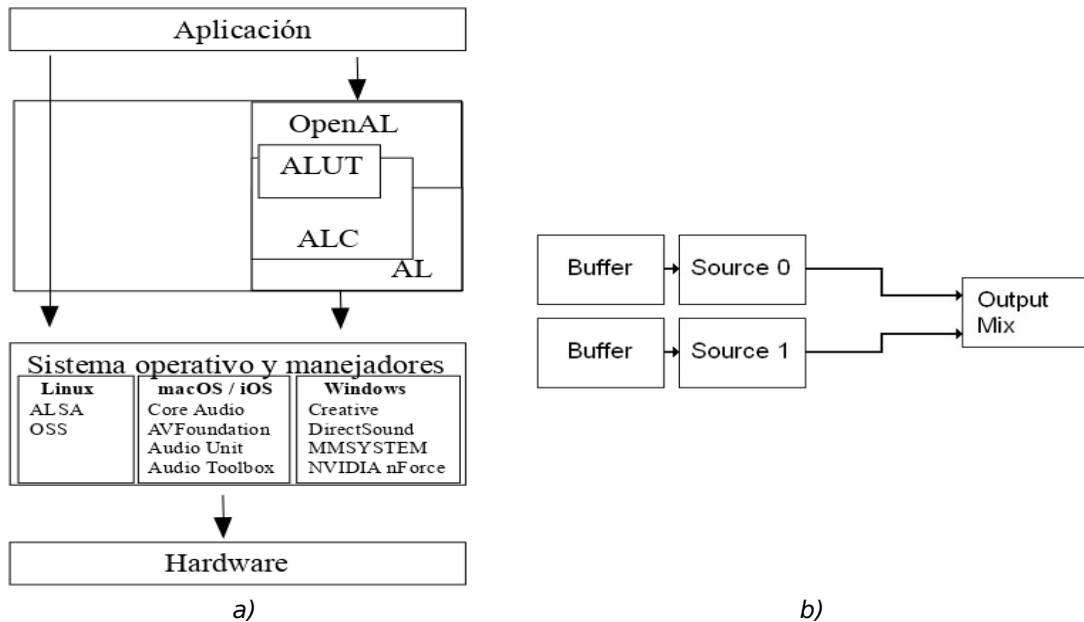 Aplicación
OpenAL
ALUT
ALC
AL
Sistema operativo y manejadores
Linux
ALSA
OSS
macOS / iOS
Core Audio
AVFoundation
Audio Unit
Audio Toolbox
Windows
Creative
DirectSound
MMSYSTEM
NVIDIA nForce
Hardware
a)
Buffer
Source 0
Buffer
Source 1
Output
Mix
b)